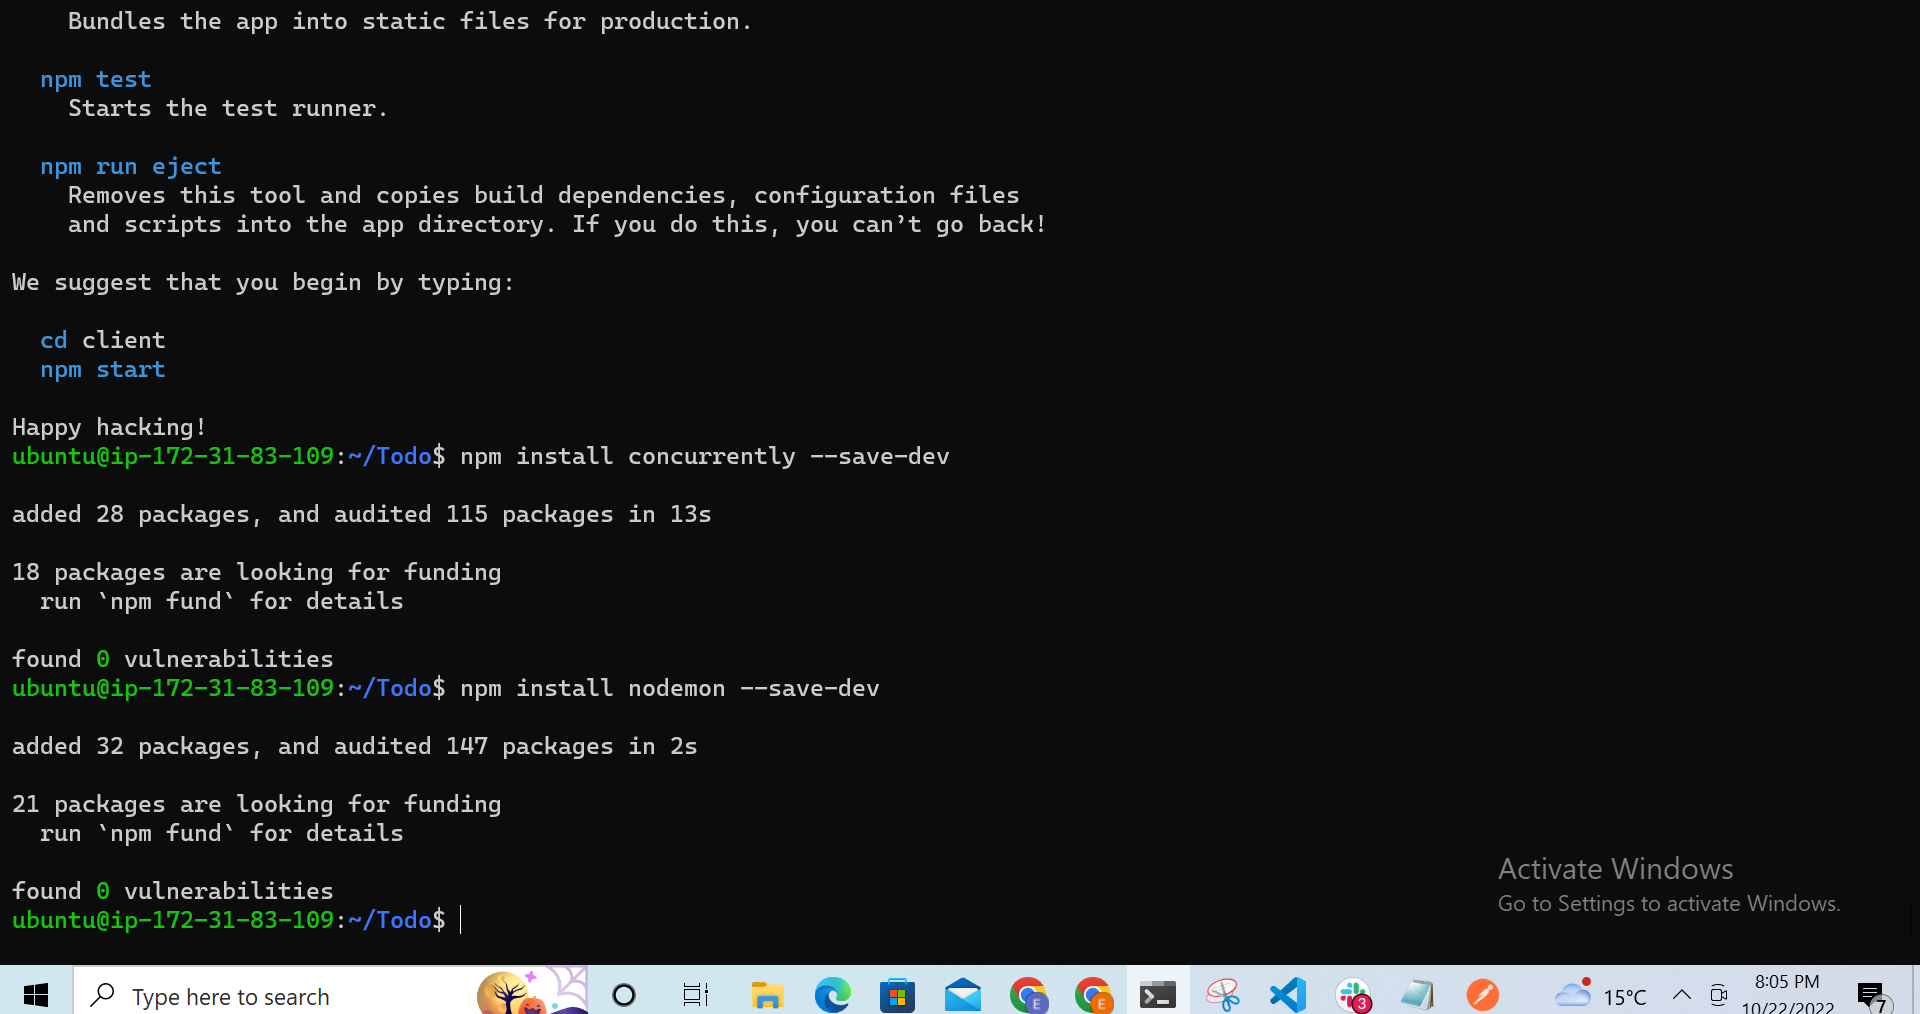 Bundles the app into static files for production.
npm test
Starts the test runner.
npm run eject
Removes this tool and copies build dependencies, configuration files
and scripts into the app directory. If you do this, you can’t go back!
We suggest that you begin by typing:
cd client
npm start
Happy hacking!
ubuntu@ip-172-31-83-109:~/Todo$ npm install concurrently --save-dev
added 28 packages, and audited 115 packages in 13s
18 packages are looking for funding
run `npm fund` for details
found 0 vulnerabilities
ubuntu@ip-172-31-83-109:~/Todo$ npm install nodemon --save-dev
added 32 packages, and audited 147 packages in 2s
21 packages are looking for funding
run `npm fund` for details
found 0 vulnerabilities
ubuntu@ip-172-31-83-109:~/Todo$
Activate Windows
Go to Settings to activate Windows.
Type here to search
E
E
3
15°C
8:05 PM
10/22/2022
7